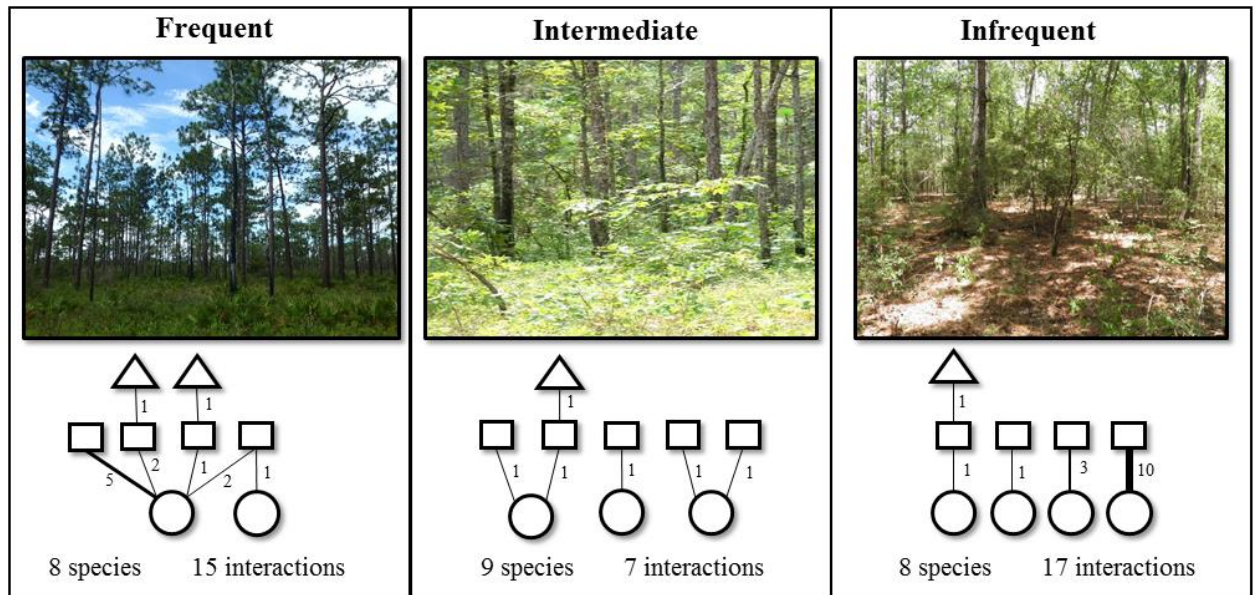 Frequent
Intermediate
Infrequent
1 1
5 2 1 2 1
8 species 15 interactions
1
1 1 1 1 1
9 species 7 interactions
1
1 1 3 10
8 species 17 interactions